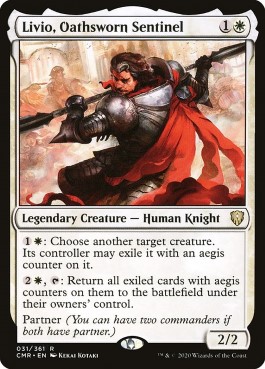 Livio, Oathsworn Sentinel 1
Legendary Creature — Human Knight
1: Choose another target creature.
Its controller may exile it with an aegis
counter on it.
2, : Return all exiled cards with aegis
counters on them to the battlefield under
their owners' control.
Partner (You can have two commanders if
both have partner.)
031/361 R
CMR • EN KEKAI KOTAKI
2/2
™ & © 2020 Wizards of the Coast